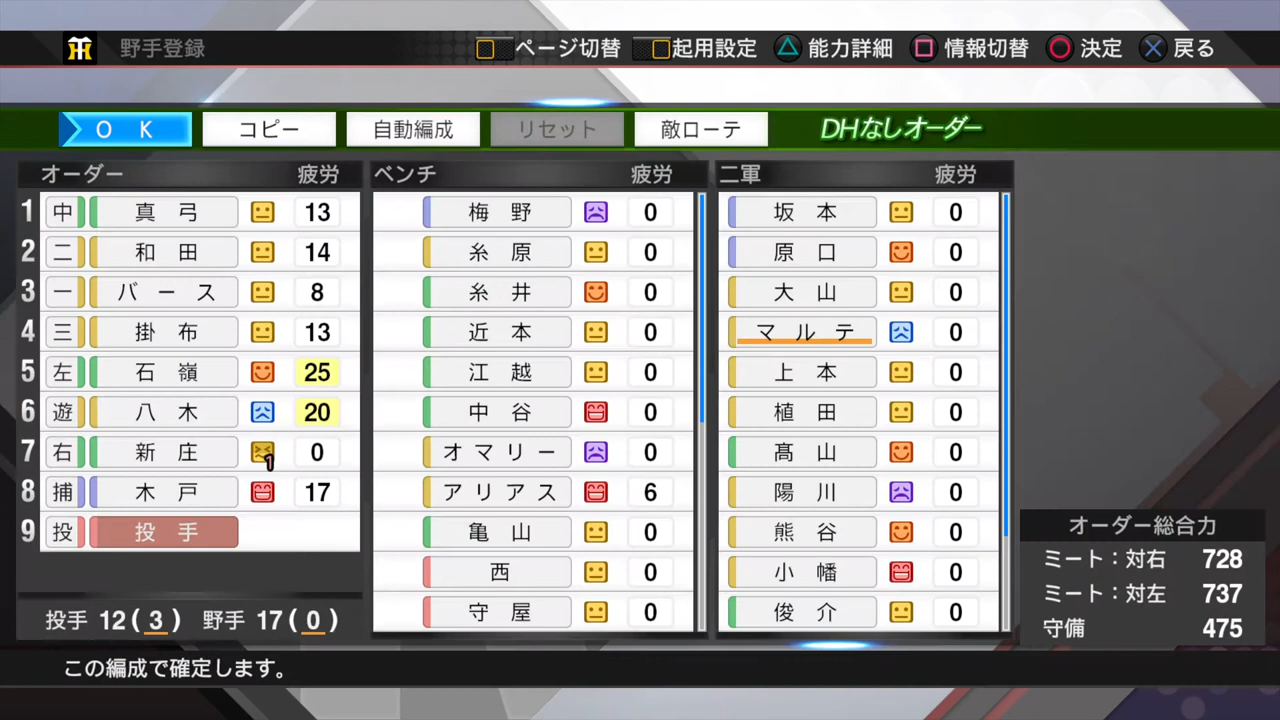 野手登録 ページ切替 起用設定 能力詳細 情報切替 決定 戻る
OK コピー 自動編成 リセット 敵ローテ DHなしオーダー
オーダー 疲労 ベンチ 疲労 二軍 疲労
1 中 真弓 13 梅野 0 坂本 0
2 二 和田 14 糸原 0 原口 0
3 一 バース 8 糸井 0 大山 0
4 三 掛布 13 近本 0 マルテ 0
5 左 石嶺 25 江越 0 上本 0
6 遊 八木 20 中谷 0 植田 0
7 右 新庄 1 0 オマリー 0 髙山 0
8 捕 木戸 17 アリアス 6 陽川 0
9 投 投手 亀山 0 熊谷 0
西 0 小幡 0
守屋 0 俊介 0
投手 12(3) 野手 17(0)
オーダー総合力
ミート：対右 728
ミート：対左 737
守備 475
この編成で確定します。